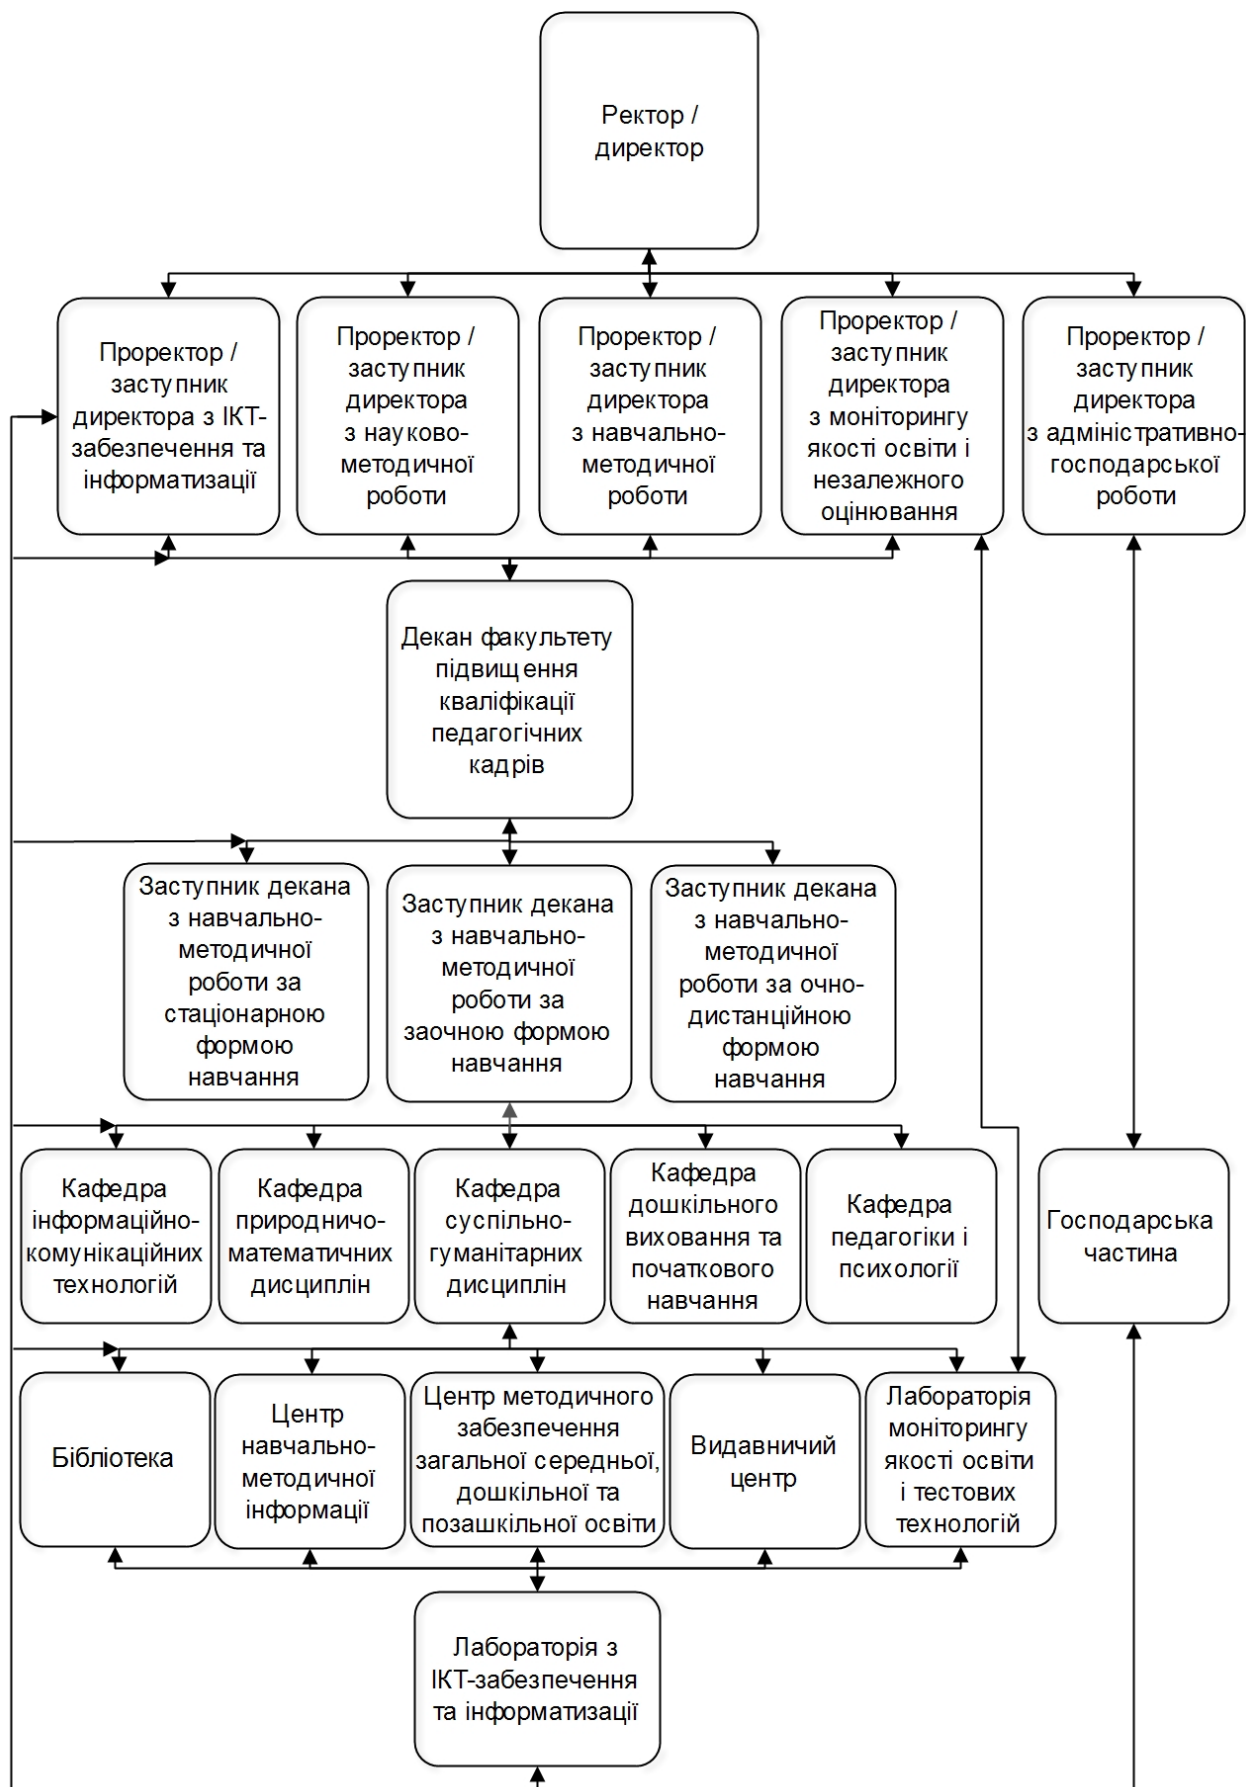 Ректор /
директор
Проректор /
заступник
директора з ІКТ-
забезпечення та
інформатизації
Проректор /
заступник
директора
з науково-
методичної
роботи
Проректор /
заступник
директора
з навчально-
методичної
роботи
Проректор /
заступник
директора
з моніторингу
якості освіти і
незалежного
оцінювання
Проректор /
заступник
директора
з адміністративно-
господарської
роботи
Декан факультету
підвищення
кваліфікації
педагогічних
кадрів
Заступник декана
з навчально-
методичної
роботи за
стаціонарною
формою
навчання
Заступник декана
з навчально-
методичної
роботи за
заочною формою
навчання
Заступник декана
з навчально-
методичної
роботи за очно-
дистанційною
формою
навчання
Кафедра
інформаційно-
комунікаційних
технологій
Кафедра
природничо-
математичних
дисциплін
Кафедра
суспільно-
гуманітарних
дисциплін
Кафедра
дошкільного
виховання та
початкового
навчання
Кафедра
педагогіки і
психології
Господарська
частина
Бібліотека
Центр
навчально-
методичної
інформації
Центр методичного
забезпечення
загальної середньої,
дошкільної та
позашкільної освіти
Видавничий
центр
Лабораторія
моніторингу
якості освіти
і тестових
технологій
Лабораторія з
ІКТ-забезпечення
та інформатизації